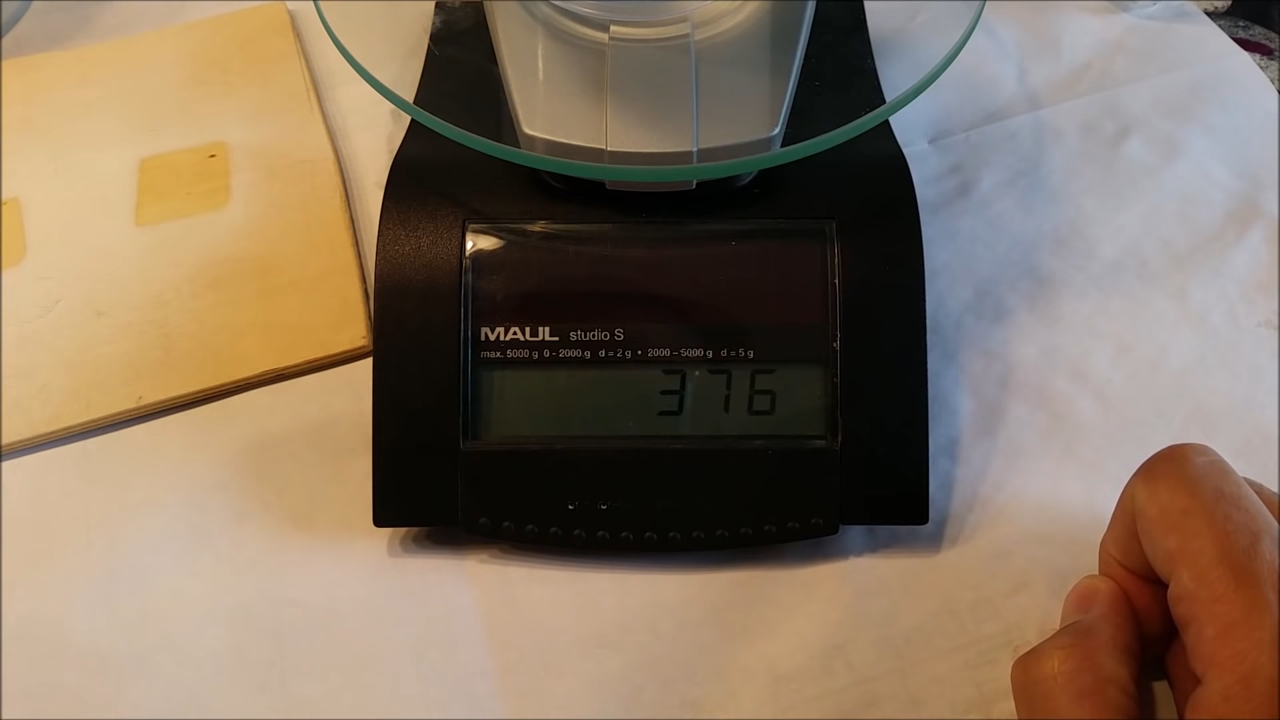 MAUL studio S
max. 5000 g 0-2000 g d = 2 g • 2000-5000 g d = 5 g
376